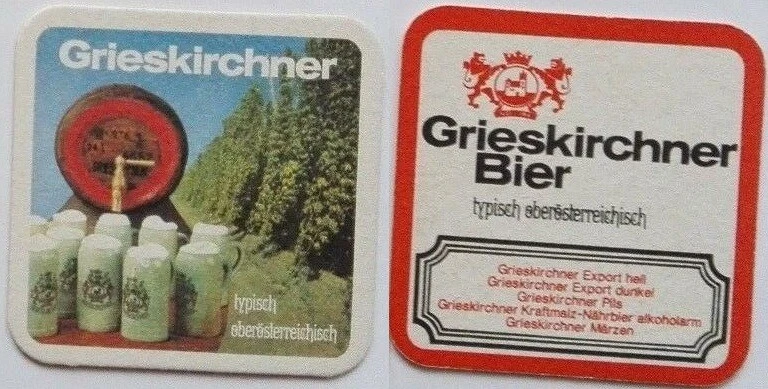 Grieskirchner
typisch
oberösterreichisch
Grieskirchner
Bier
typisch oberösterreichisch
Grieskirchner Export hell
Grieskirchner Export dunkel
Grieskirchner Pils
Grieskirchner Kraftmalz-Nährbier alkoholarm
Grieskirchner Märzen